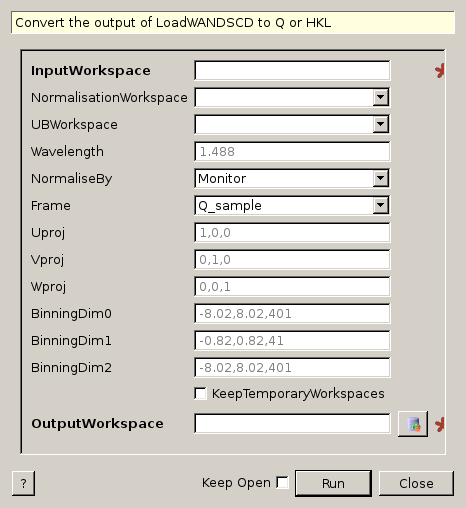 Convert the output of LoadWANDSCD to Q or HKL
InputWorkspace
NormalisationWorkspace
UBWorkspace
Wavelength 1.488
NormaliseBy Monitor
Frame Q_sample
Uproj 1,0,0
Vproj 0,1,0
Wproj 0,0,1
BinningDim0 -8.02,8.02,401
BinningDim1 -0.82,0.82,41
BinningDim2 -8.02,8.02,401
KeepTemporaryWorkspaces
OutputWorkspace
? Keep Open Run Close